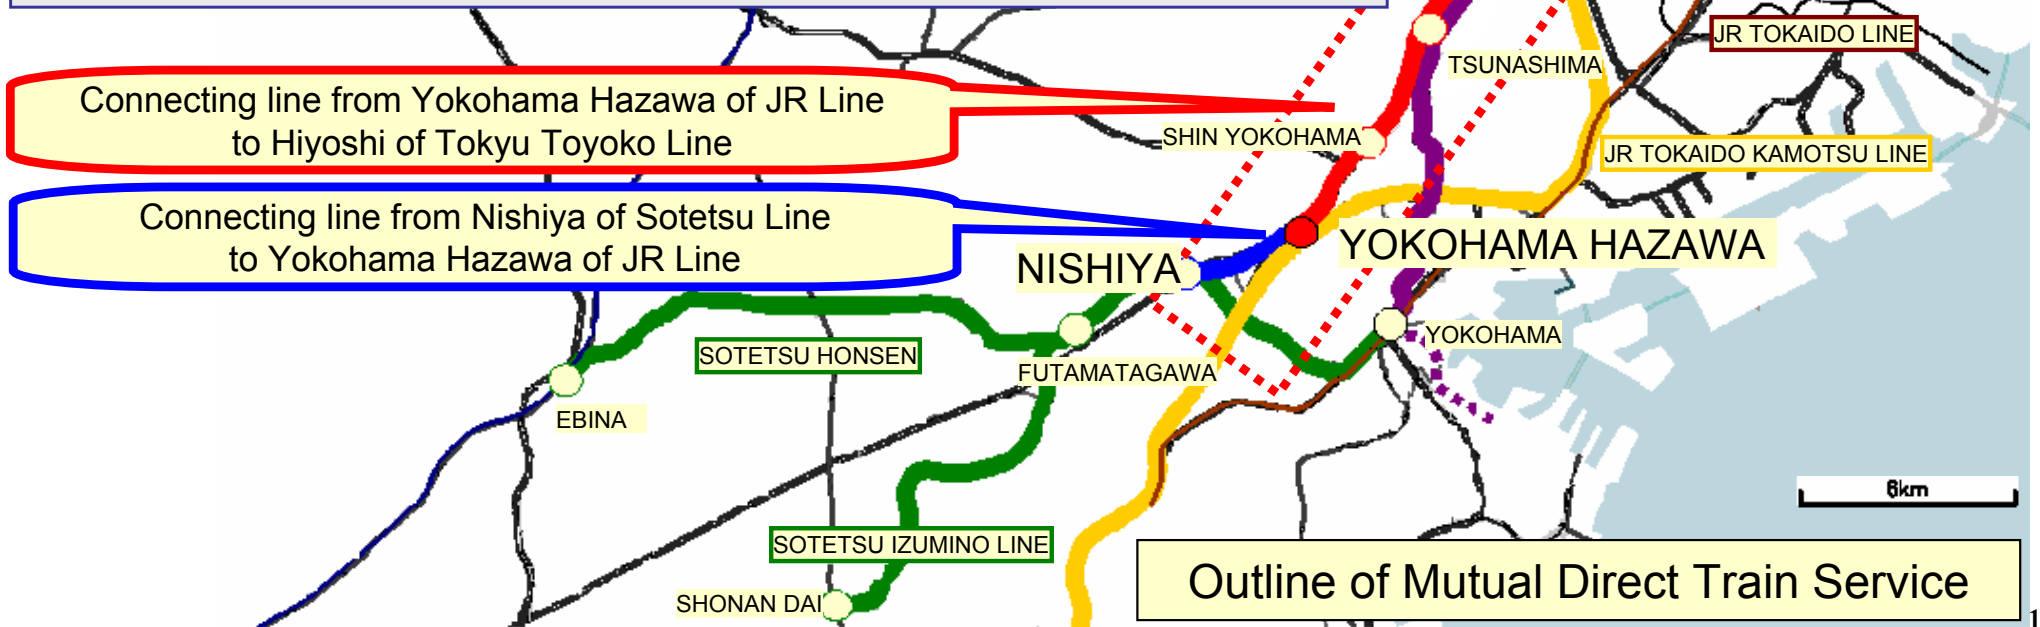 JR TOKAIDO LINE
TSUNASHIMA
Connecting line from Yokohama Hazawa of JR Line
to Hiyoshi of Tokyu Toyoko Line
SHIN YOKOHAMA
JR TOKAIDO KAMOTSU LINE
Connecting line from Nishiya of Sotetsu Line
to Yokohama Hazawa of JR Line
YOKOHAMA HAZAWA
NISHIYA
YOKOHAMA
SOTETSU HONSEN
FUTAMATAGAWA
EBINA
6km
SOTETSU IZUMINO LINE
Outline of Mutual Direct Train Service
SHONAN DAI
1